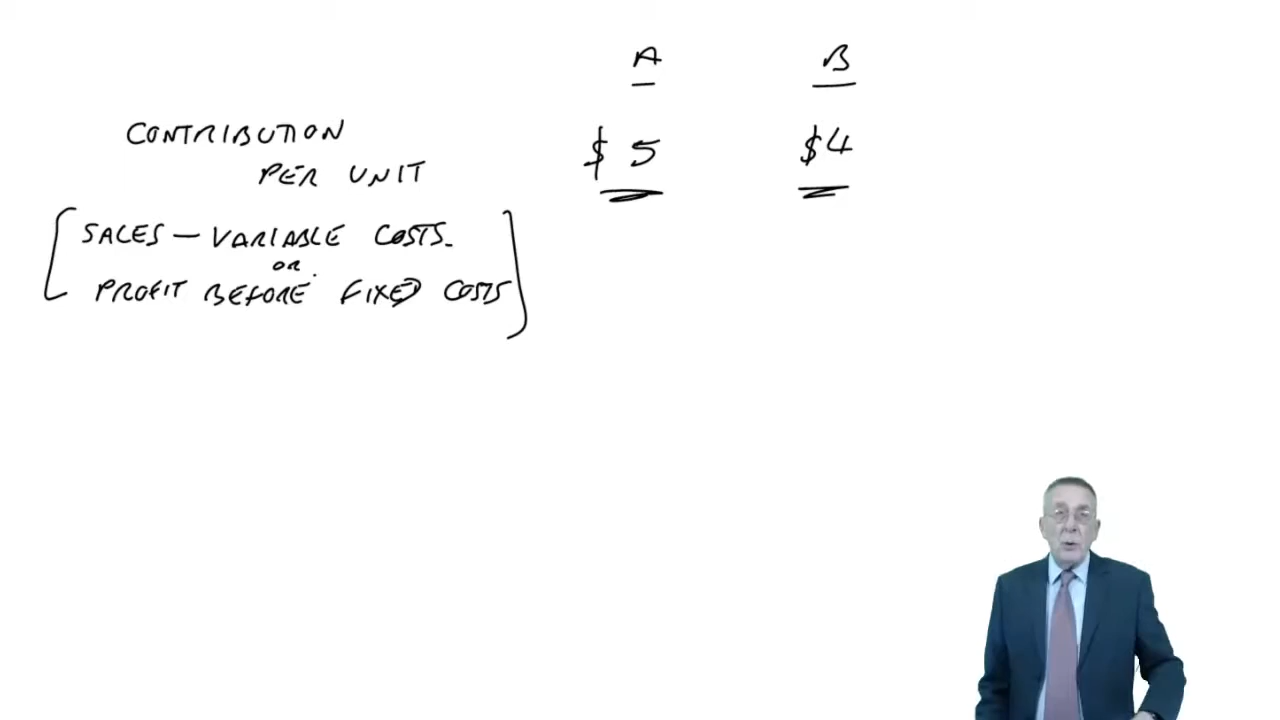 A B
CONTRIBUTION
PER UNIT $ 5 $4
[SALES — VARIABLE COSTS.
OR
PROFIT BEFORE FIXED COSTS]